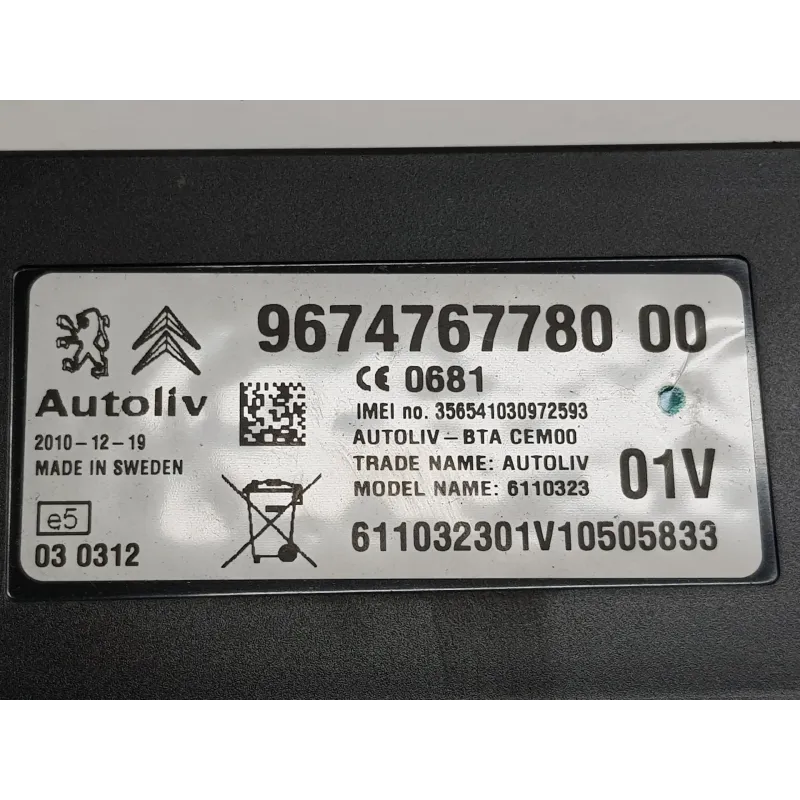 9674767780 00
CE 0681
Autoliv
IMEI no. 356541030972593
2010-12-19
AUTOLIV-BTA CEM00
MADE IN SWEDEN
TRADE NAME: AUTOLIV
01V
MODEL NAME: 6110323
e5
03 0312
611032301V10505833